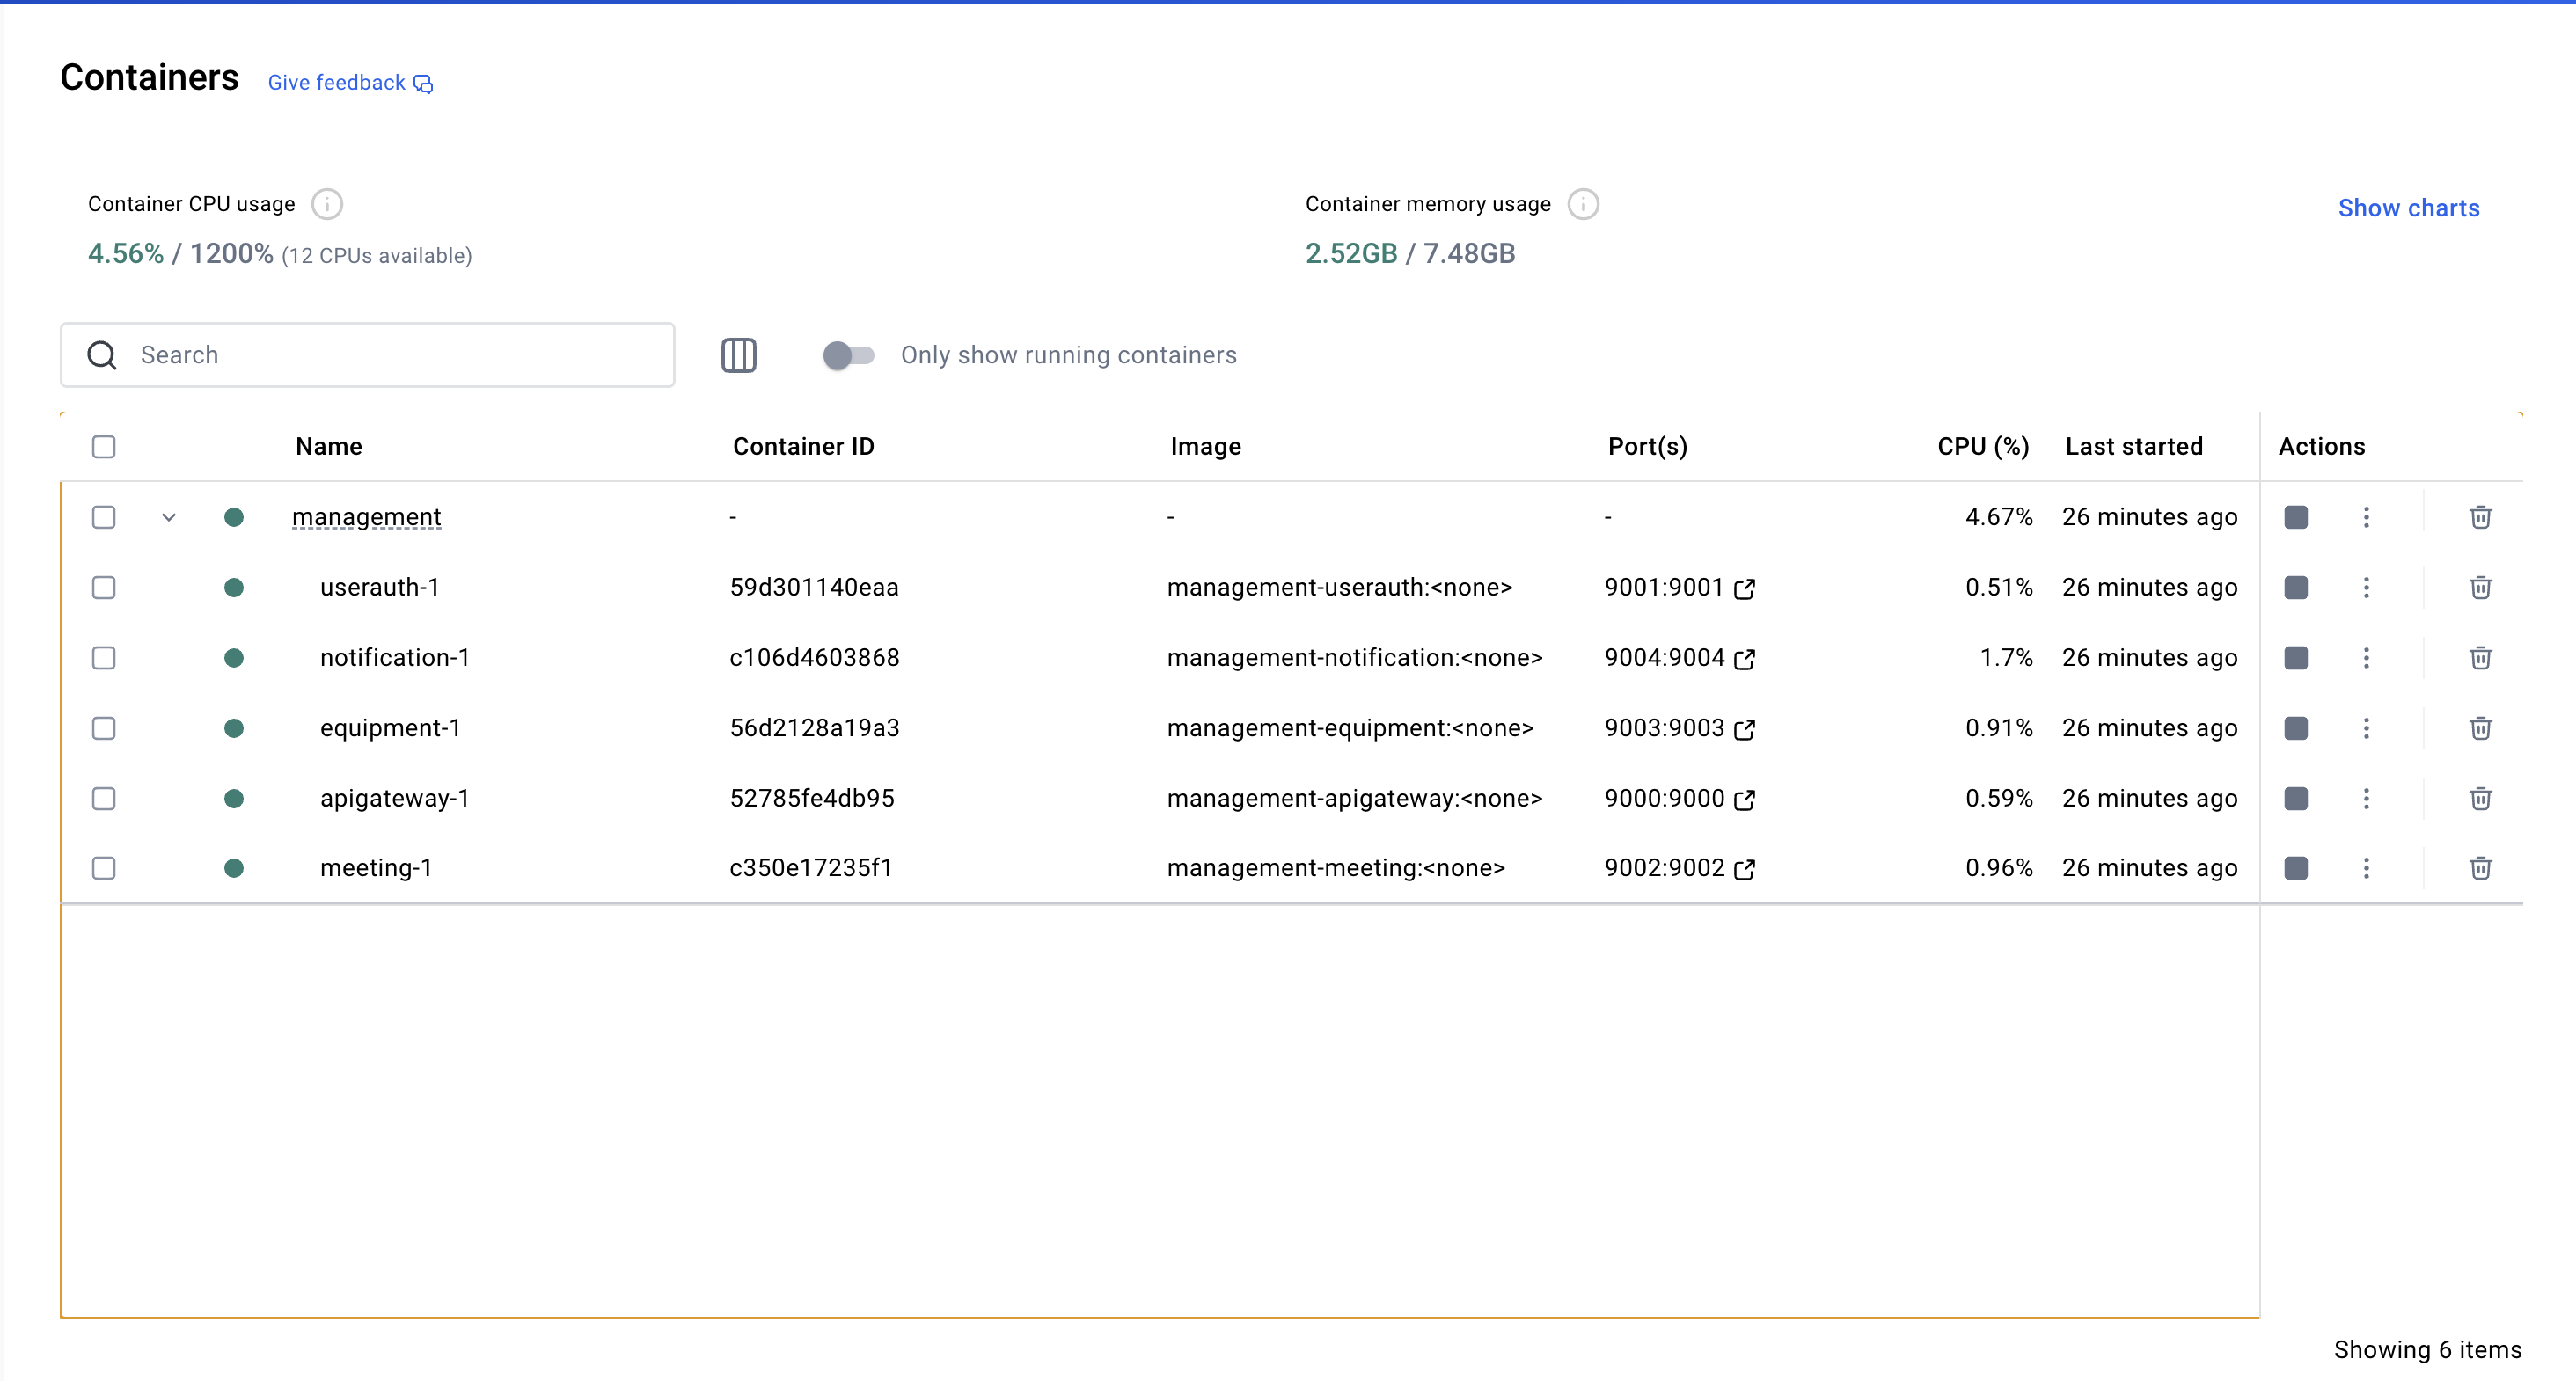 Containers Give feedback
Container CPU usage
4.56% / 1200% (12 CPUs available)
Container memory usage
2.52GB / 7.48GB
Show charts
Search
Only show running containers
Name Container ID Image Port(s) CPU (%) Last started Actions
management - - - 4.67% 26 minutes ago
userauth-1 59d301140eaa management-userauth:<none> 9001:9001 0.51% 26 minutes ago
notification-1 c106d4603868 management-notification:<none> 9004:9004 1.7% 26 minutes ago
equipment-1 56d2128a19a3 management-equipment:<none> 9003:9003 0.91% 26 minutes ago
apigateway-1 52785fe4db95 management-apigateway:<none> 9000:9000 0.59% 26 minutes ago
meeting-1 c350e17235f1 management-meeting:<none> 9002:9002 0.96% 26 minutes ago
Showing 6 items